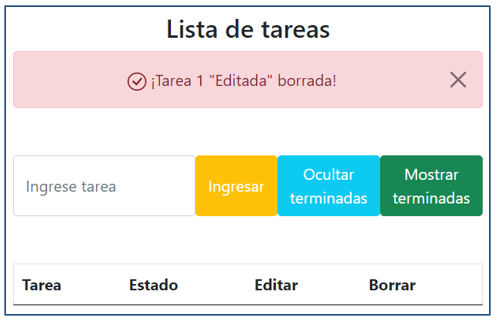 Lista de tareas
¡Tarea 1 "Editada" borrada!
Ingrese tarea
Ingresar
Ocultar
terminadas
Mostrar
terminadas
Tarea Estado Editar Borrar